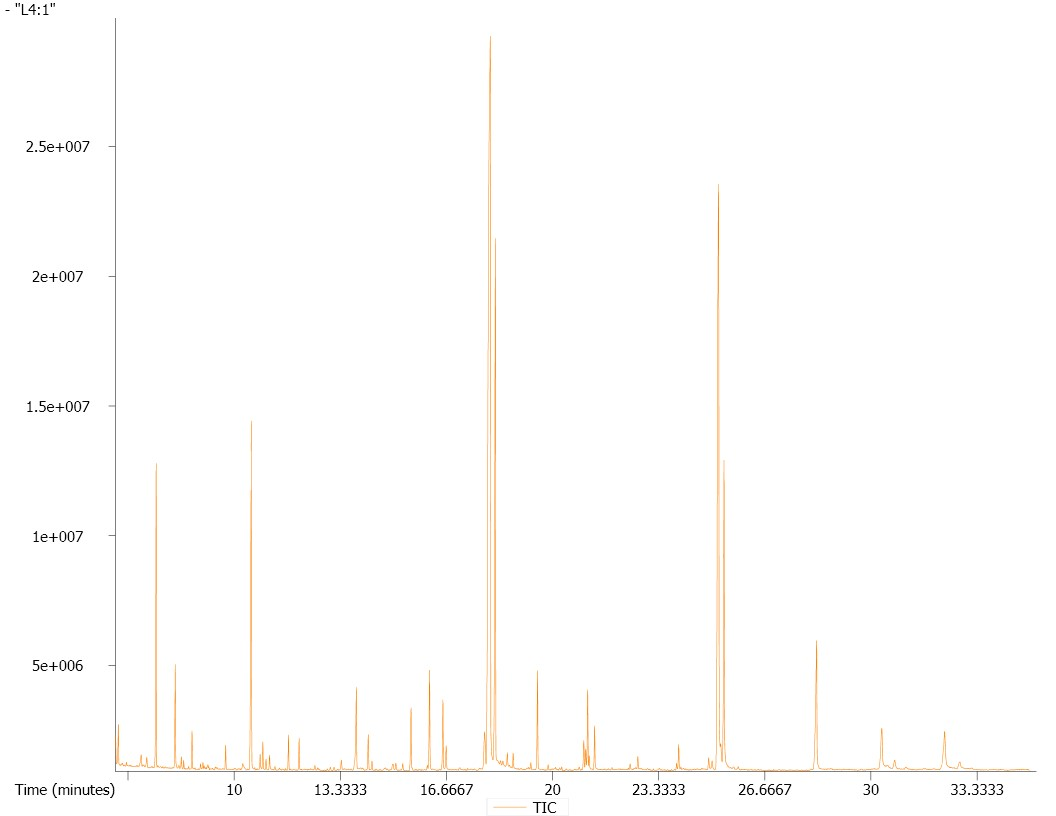 - "L4:1"
2.5e+007
2e+007
1.5e+007
1e+007
5e+006
Time (minutes) 10 13.3333 16.6667 20 23.3333 26.6667 30 33.3333
TIC